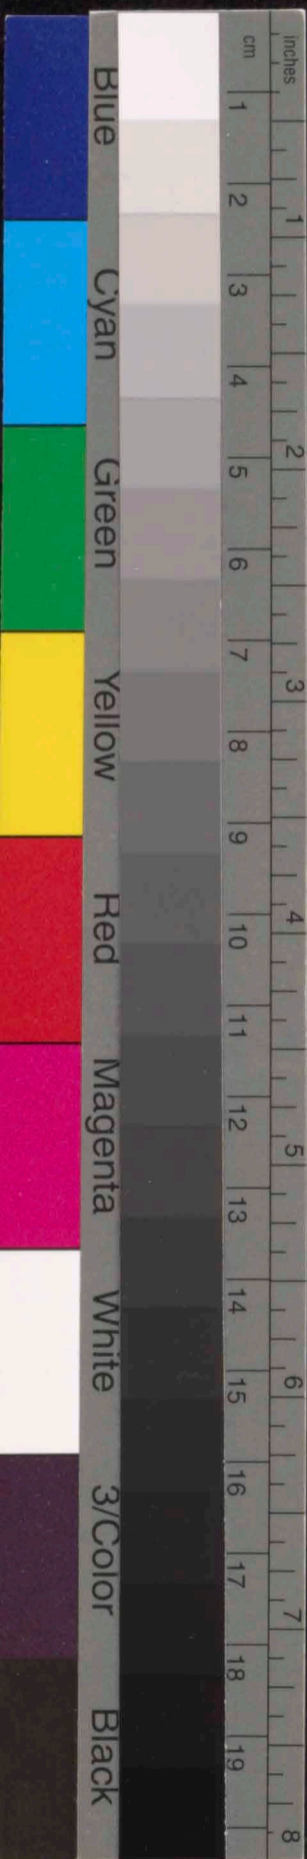 inches
1
2
3
4
5
6
7
8
cm
1
2
3
4
5
6
7
8
9
10
11
12
13
14
15
16
17
18
19
Blue
Cyan
Green
Yellow
Red
Magenta
White
3/Color
Black